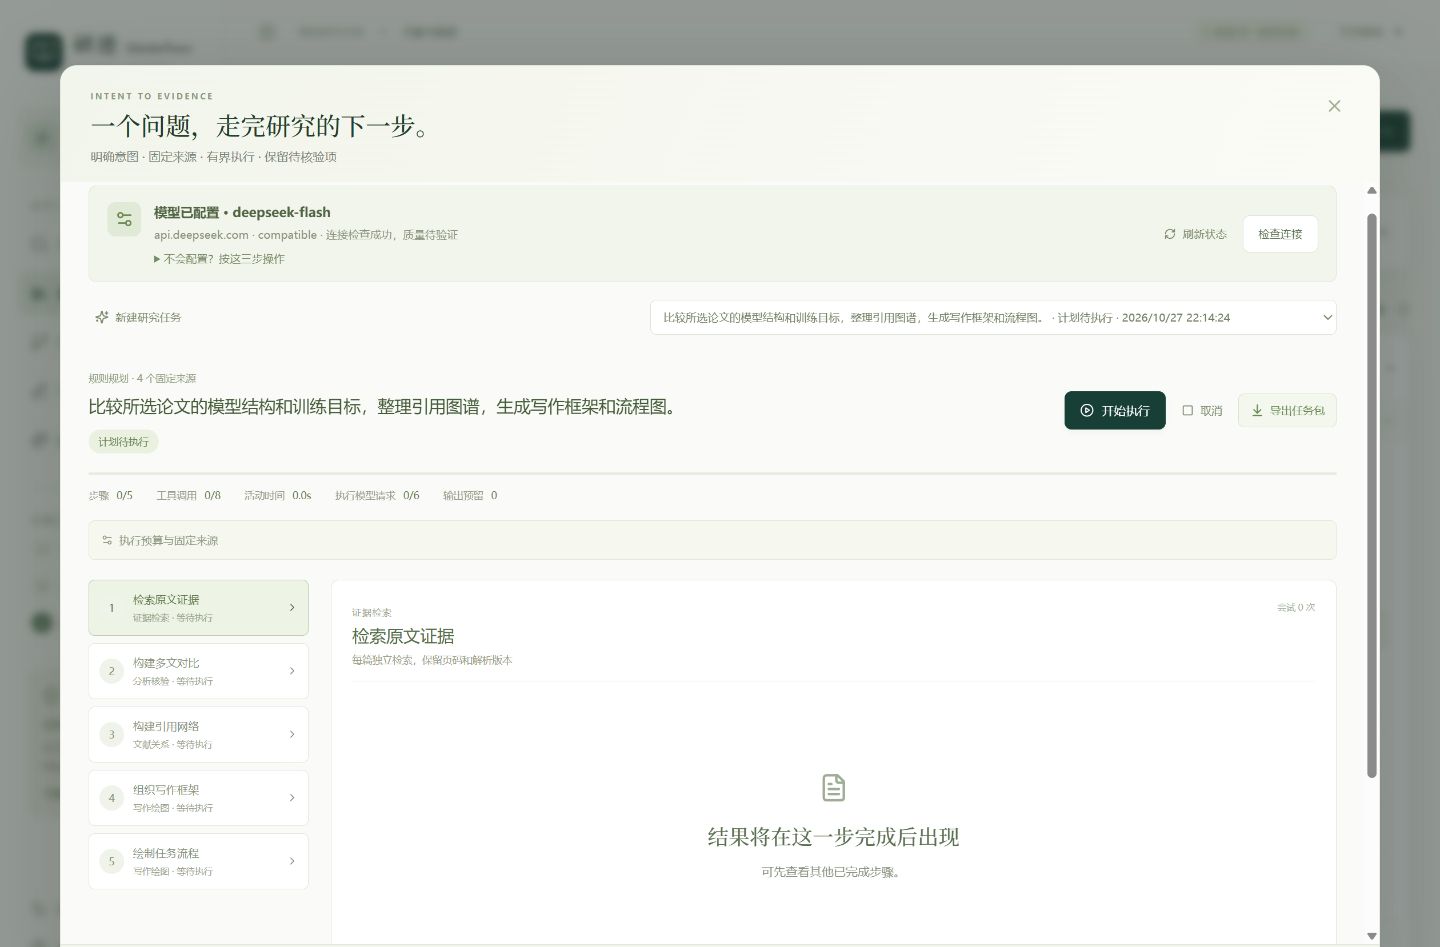 INTENT TO EVIDENCE
一个问题，走完研究的下一步。
明确意图 · 固定来源 · 有界执行 · 保留待核验项
模型已配置 • deepseek-flash
api.deepseek.com · compatible · 连接检查成功，质量待验证
不会配置？按这三步操作
刷新状态
检查连接
新建研究任务
比较所选论文的模型结构和训练目标，整理引用图谱，生成写作框架和流程图。 · 计划待执行 · 2026/10/27 22:14:24
规则规划 · 4 个固定来源
比较所选论文的模型结构和训练目标，整理引用图谱，生成写作框架和流程图。
计划待执行
开始执行
取消
导出任务包
步骤 0/5 工具调用 0/8 活动时间 0.0s 执行模型请求 0/6 输出预留 0
执行预算与固定来源
1
检索原文证据
证据检索 · 等待执行
2
构建多文对比
分析核验 · 等待执行
3
构建引用网络
文献关系 · 等待执行
4
组织写作框架
写作绘图 · 等待执行
5
绘制任务流程
写作绘图 · 等待执行
证据检索
尝试 0 次
检索原文证据
每篇独立检索，保留页码和解析版本
结果将在这一步完成后出现
可先查看其他已完成步骤。